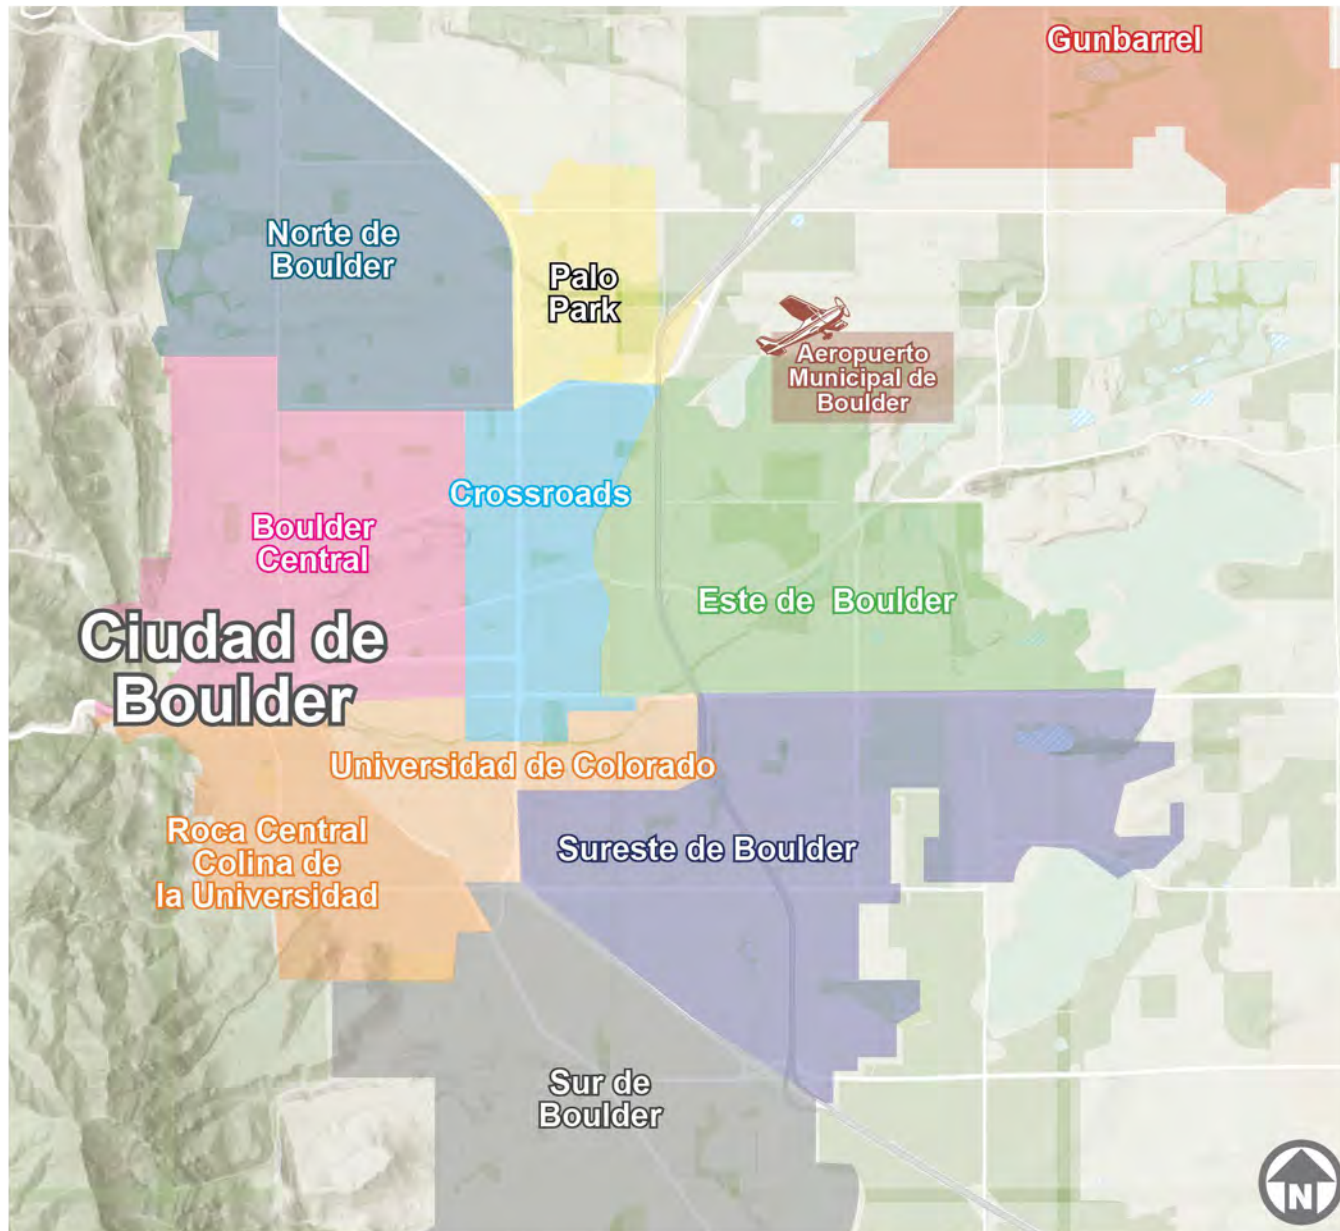 Gunbarrel
Norte de
Boulder
Palo
Park
Aeropuerto
Municipal de
Boulder
Crossroads
Boulder
Central
Este de Boulder
Ciudad de
Boulder
Universidad de Colorado
Roca Central
Colina de
la Universidad
Sureste de Boulder
Sur de
Boulder
N